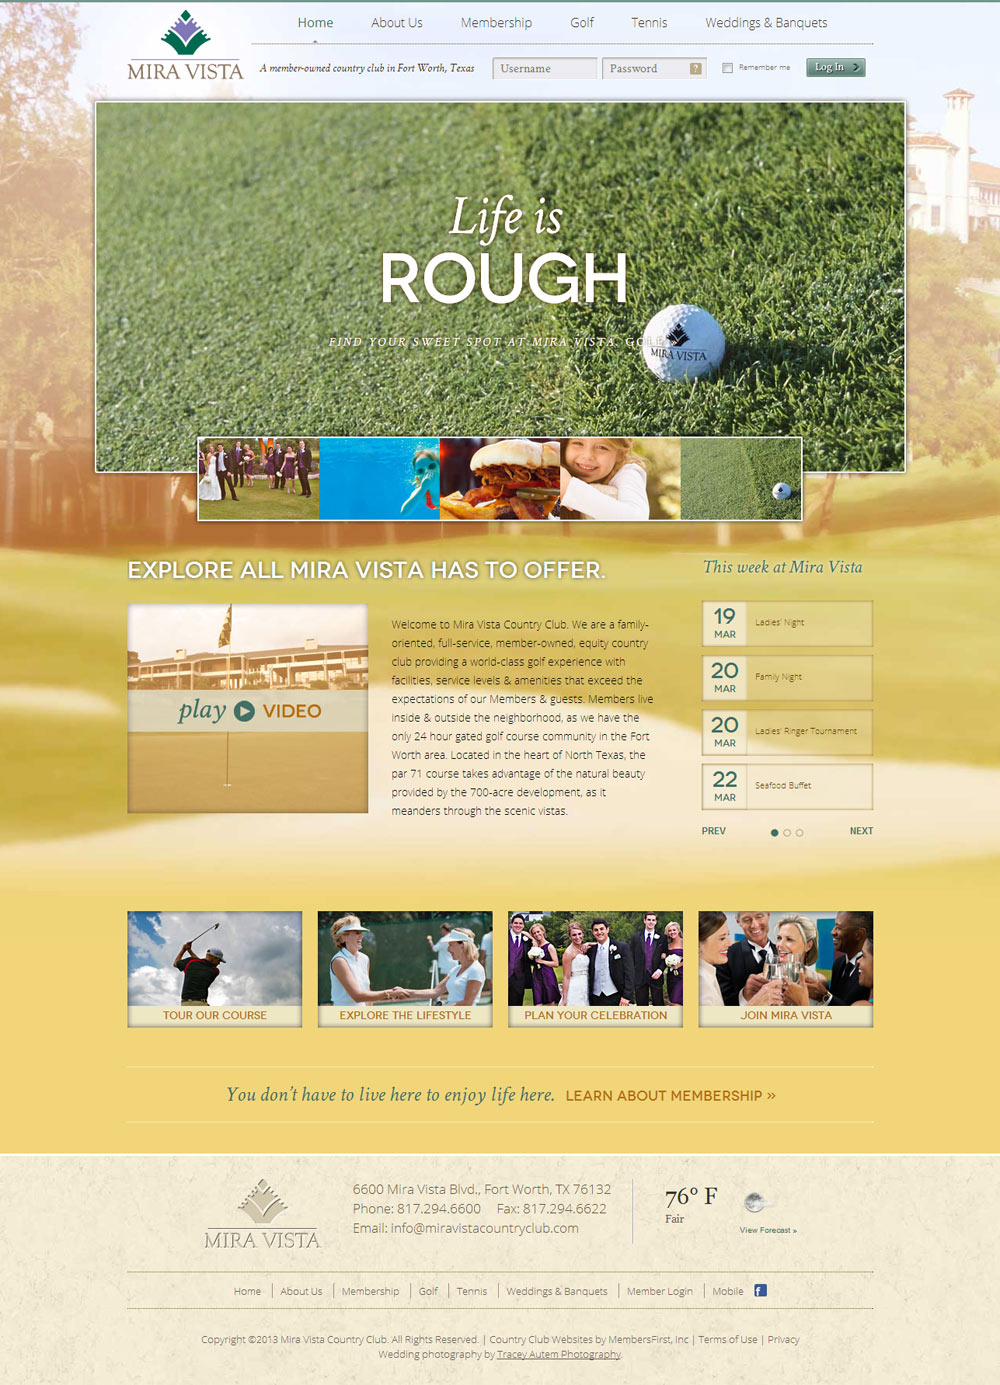 MIRA VISTA
Home About Us Membership Golf Tennis Weddings & Banquets
A member-owned country club in Fort Worth, Texas
Username Password ? Remember me Log In
Life is
ROUGH
FIND YOUR SWEET SPOT AT MIRA VISTA. GOLF »
MIRA VISTA
EXPLORE ALL MIRA VISTA HAS TO OFFER.
play VIDEO
Welcome to Mira Vista Country Club. We are a family-
oriented, full-service, member-owned, equity country
club providing a world-class golf experience with
facilities, service levels & amenities that exceed the
expectations of our Members & guests. Members live
inside & outside the neighborhood, as we have the
only 24 hour gated golf course community in the Fort
Worth area. Located in the heart of North Texas, the
par 71 course takes advantage of the natural beauty
provided by the 700-acre development, as it
meanders through the scenic vistas.
This week at Mira Vista
19 MAR Ladies' Night
20 MAR Family Night
20 MAR Ladies' Ringer Tournament
22 MAR Seafood Buffet
PREV NEXT
TOUR OUR COURSE
EXPLORE THE LIFESTYLE
PLAN YOUR CELEBRATION
JOIN MIRA VISTA
You don't have to live here to enjoy life here. LEARN ABOUT MEMBERSHIP »
MIRA VISTA
6600 Mira Vista Blvd., Fort Worth, TX 76132
Phone: 817.294.6600 Fax: 817.294.6622
Email: info@miravistacountryclub.com
76° F
Fair
View Forecast »
Home | About Us | Membership | Golf | Tennis | Weddings & Banquets | Member Login | Mobile f
Copyright ©2013 Mira Vista Country Club. All Rights Reserved. | Country Club Websites by MembersFirst, Inc | Terms of Use | Privacy
Wedding photography by Tracey Autem Photography.